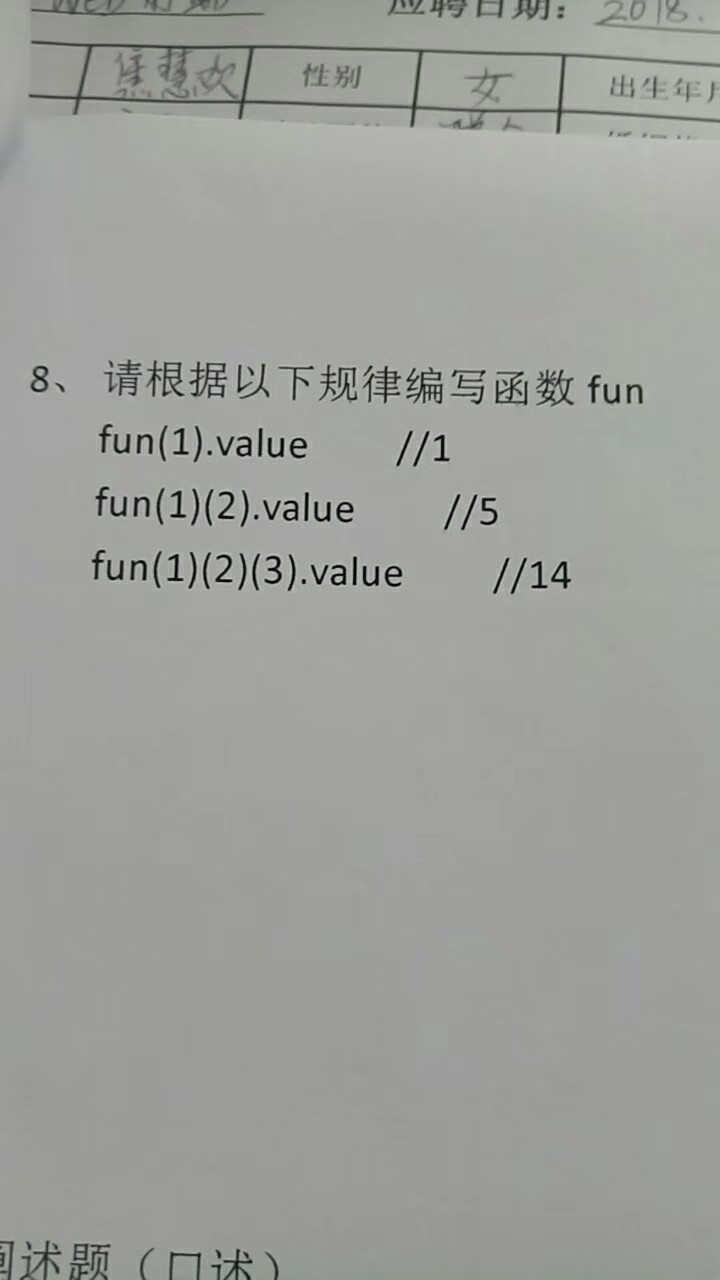 应聘日期：2018.
焦慧欢 性别 女 出生年月
8、 请根据以下规律编写函数 fun
fun(1).value //1
fun(1)(2).value //5
fun(1)(2)(3).value //14
述题（口述）